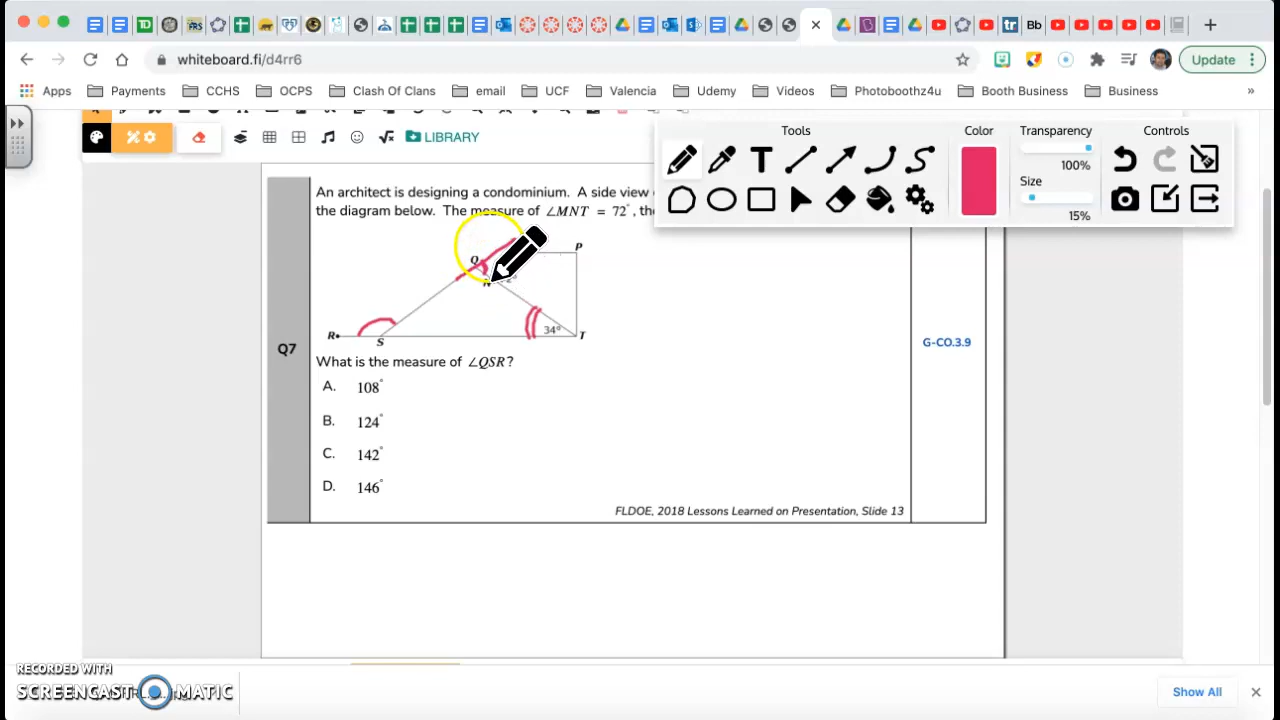 whiteboard.fi/d4rr6
Update
Apps
Payments
CCHS
OCPS
Clash Of Clans
email
UCF
Valencia
Udemy
Videos
Photoboothz4u
Booth Business
Business
»
LIBRARY
Tools
Color
Transparency
Controls
100%
Size
15%
An architect is designing a condominium. A side view
the diagram below. The measure of ∠MNT = 72°, the
Q
P
N
R
S
34°
T
Q7
G-CO.3.9
What is the measure of ∠QSR?
A. 108°
B. 124°
C. 142°
D. 146°
FLDOE, 2018 Lessons Learned on Presentation, Slide 13
RECORDED WITH
SCREENCAST MATIC
Show All